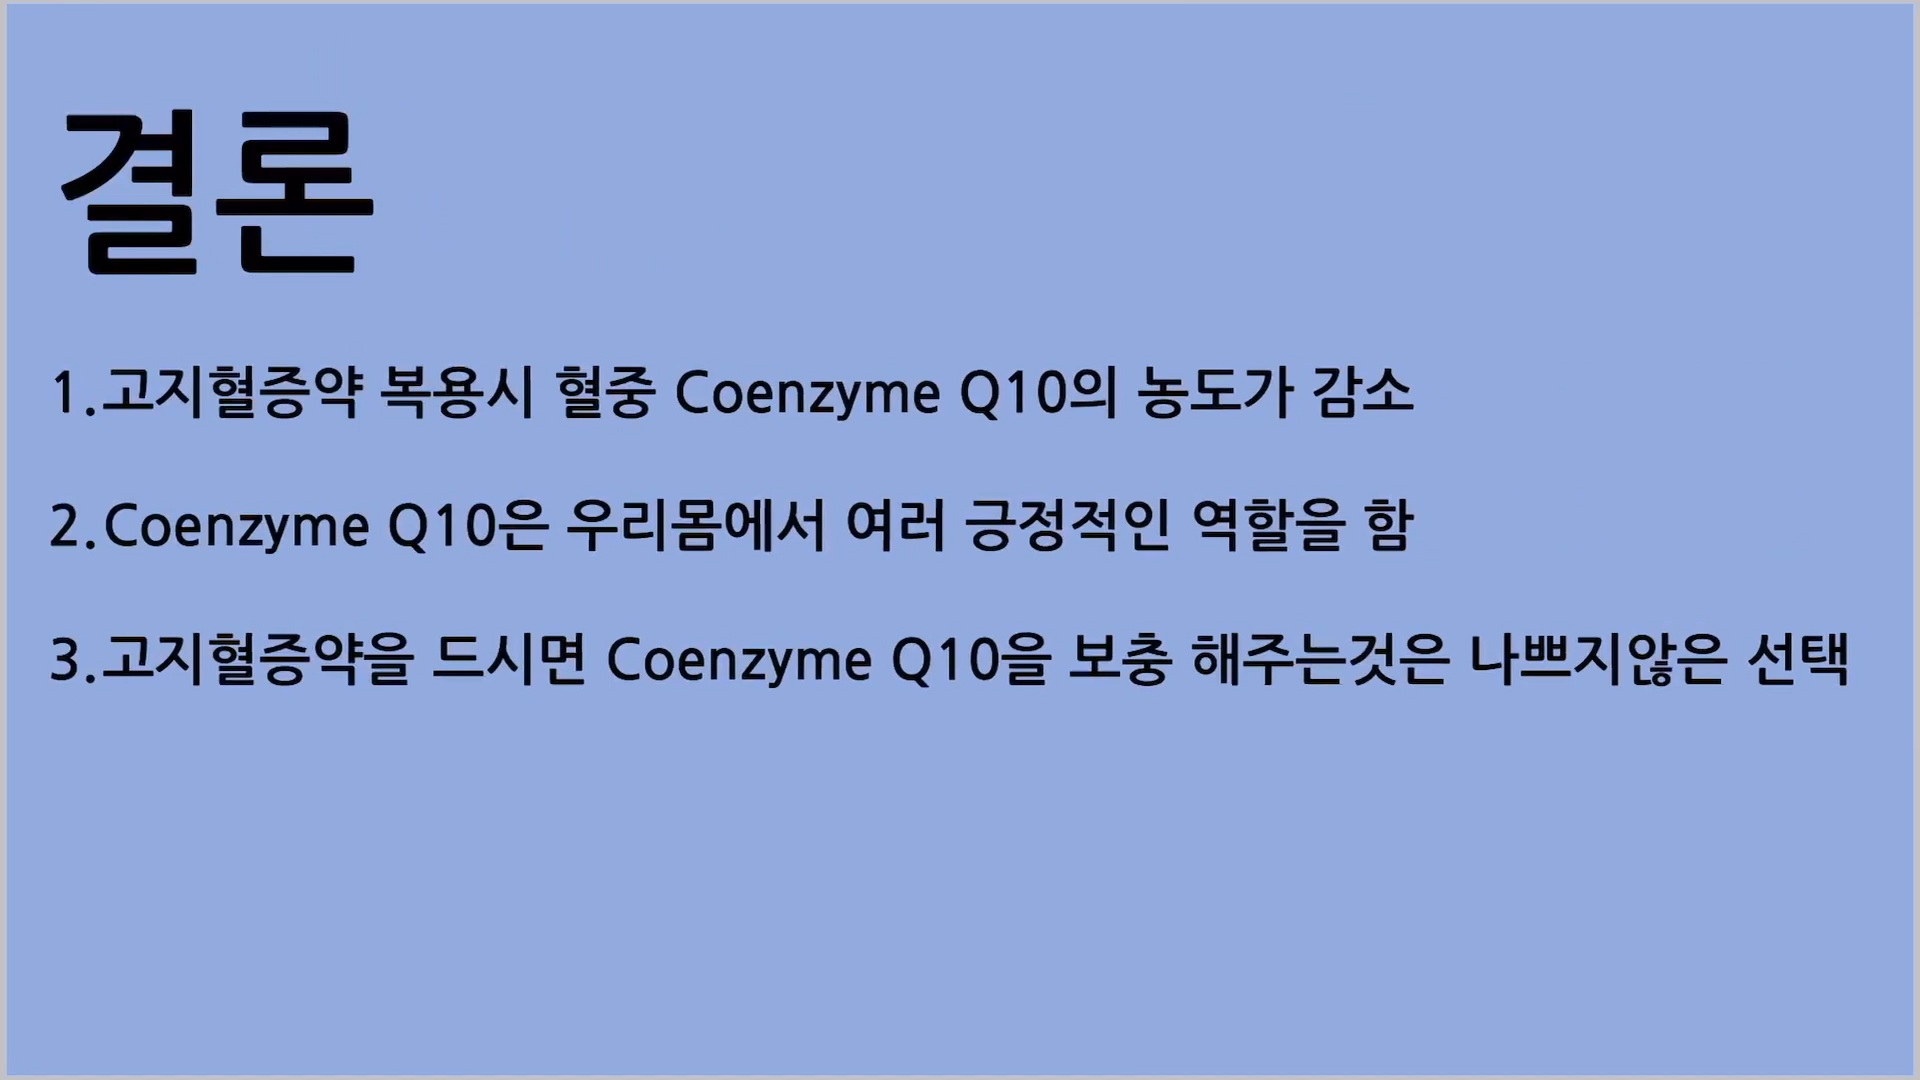 결론
1.고지혈증약 복용시 혈중 Coenzyme Q10의 농도가 감소
2.Coenzyme Q10은 우리몸에서 여러 긍정적인 역할을 함
3.고지혈증약을 드시면 Coenzyme Q10을 보충 해주는것은 나쁘지않은 선택